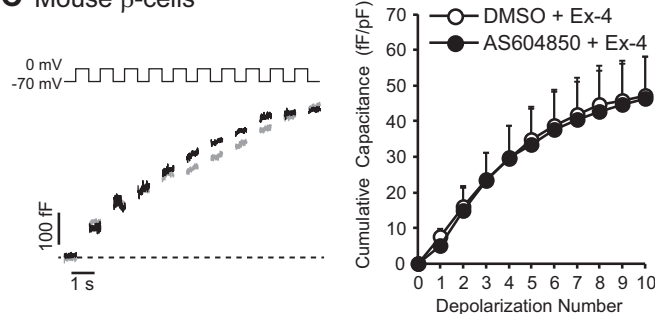 C Mouse β-cells
0 mV
-70 mV
100 fF
1 s
Cumulative Capacitance (fF/pF)
70
60
50
40
30
20
10
0
DMSO + Ex-4
AS604850 + Ex-4
0 1 2 3 4 5 6 7 8 9 10
Depolarization Number